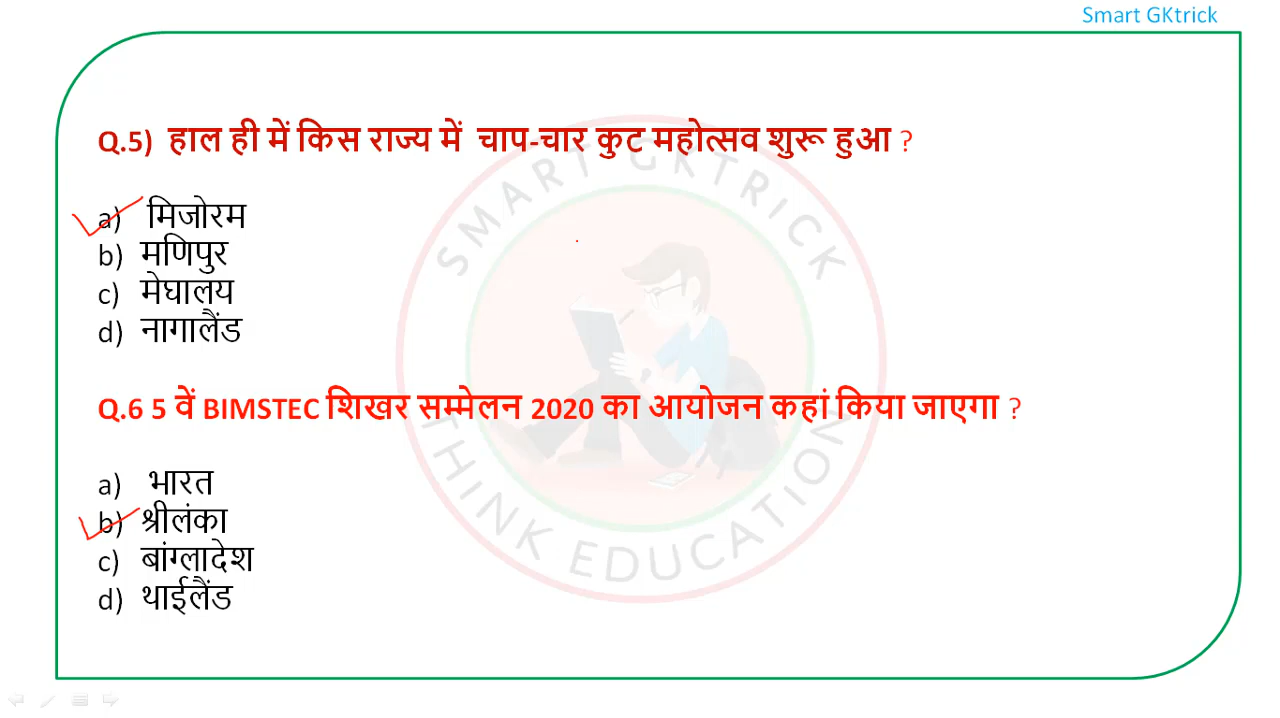 Smart GKtrick
Q.5) हाल ही में किस राज्य में चाप-चार कुट महोत्सव शुरू हुआ ?
a) मिजोरम
b) मणिपुर
c) मेघालय
d) नागालैंड
Q.6 5 वें BIMSTEC शिखर सम्मेलन 2020 का आयोजन कहां किया जाएगा ?
a) भारत
b) श्रीलंका
c) बांग्लादेश
d) थाईलैंड
SMART GKTRICK
THINK EDUCATION